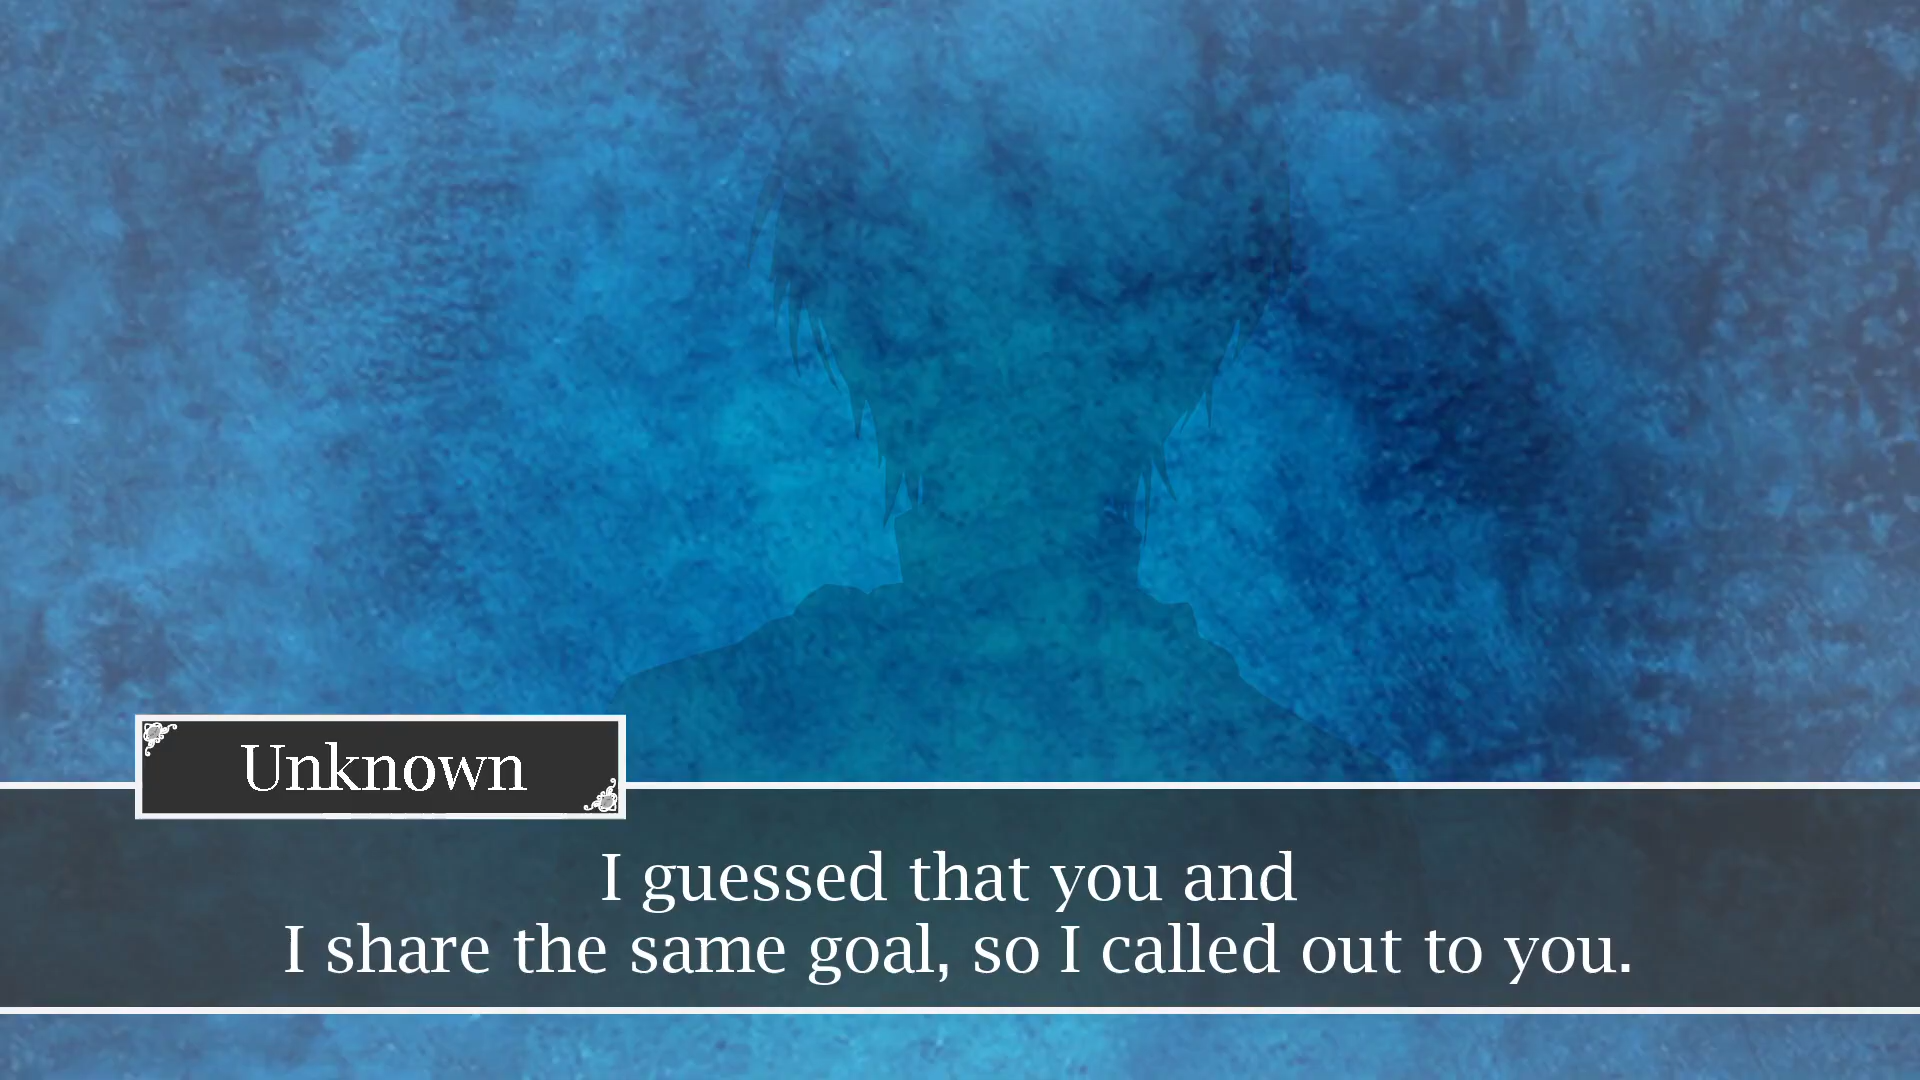 Unknown
I guessed that you and
I share the same goal, so I called out to you.